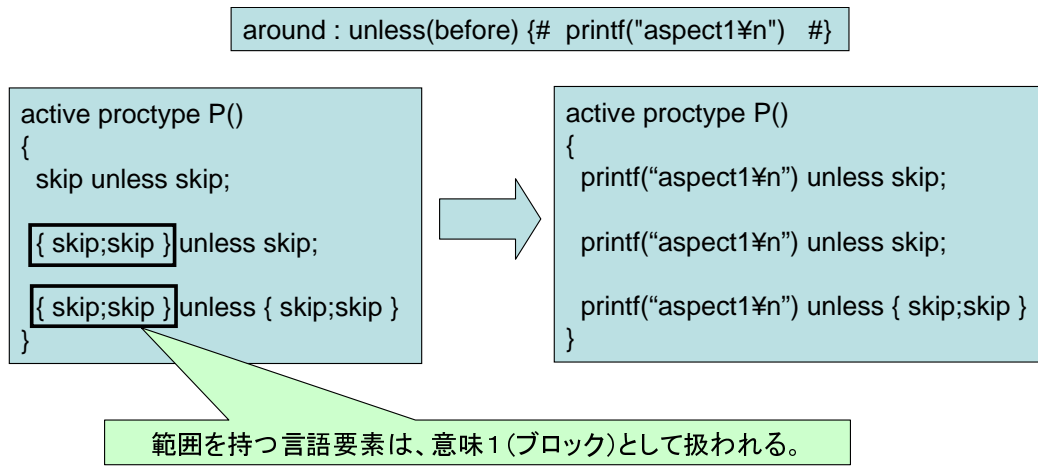 around : unless(before) {# printf("aspect1¥n") #}
active proctype P()
{
skip unless skip;
{ skip;skip } unless skip;
{ skip;skip } unless { skip;skip }
}
active proctype P()
{
printf(“aspect1¥n”) unless skip;
printf(“aspect1¥n”) unless skip;
printf(“aspect1¥n”) unless { skip;skip }
}
範囲を持つ言語要素は、意味1(ブロック)として扱われる。